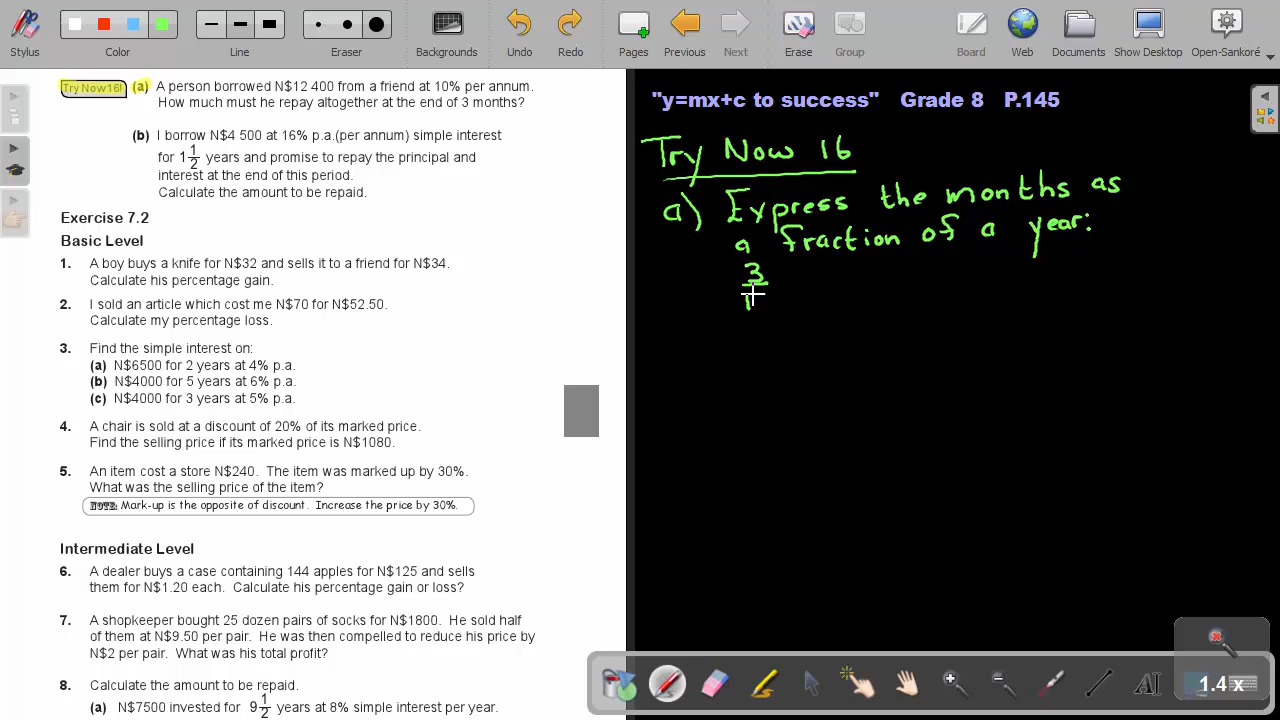 Stylus
Color
Line
Eraser
Backgrounds
Undo
Redo
Pages
Previous
Next
Erase
Group
Board
Web
Documents
Show Desktop
Open-Sankoré
Try Now 16! (a) A person borrowed N$12 400 from a friend at 10% per annum.
How much must he repay altogether at the end of 3 months?
(b) I borrow N$4 500 at 16% p.a.(per annum) simple interest
for 1 1/2 years and promise to repay the principal and
interest at the end of this period.
Calculate the amount to be repaid.
Exercise 7.2
Basic Level
1. A boy buys a knife for N$32 and sells it to a friend for N$34.
Calculate his percentage gain.
2. I sold an article which cost me N$70 for N$52.50.
Calculate my percentage loss.
3. Find the simple interest on:
(a) N$6500 for 2 years at 4% p.a.
(b) N$4000 for 5 years at 6% p.a.
(c) N$4000 for 3 years at 5% p.a.
4. A chair is sold at a discount of 20% of its marked price.
Find the selling price if its marked price is N$1080.
5. An item cost a store N$240. The item was marked up by 30%.
What was the selling price of the item?
NOTE: Mark-up is the opposite of discount. Increase the price by 30%.
Intermediate Level
6. A dealer buys a case containing 144 apples for N$125 and sells
them for N$1.20 each. Calculate his percentage gain or loss?
7. A shopkeeper bought 25 dozen pairs of socks for N$1800. He sold half
of them at N$9.50 per pair. He was then compelled to reduce his price by
N$2 per pair. What was his total profit?
8. Calculate the amount to be repaid.
(a) N$7500 invested for 9 1/2 years at 8% simple interest per year.
"y=mx+c to success" Grade 8 P.145
Try Now 16
a) Express the months as
a fraction of a year:
3
1
1.4 x